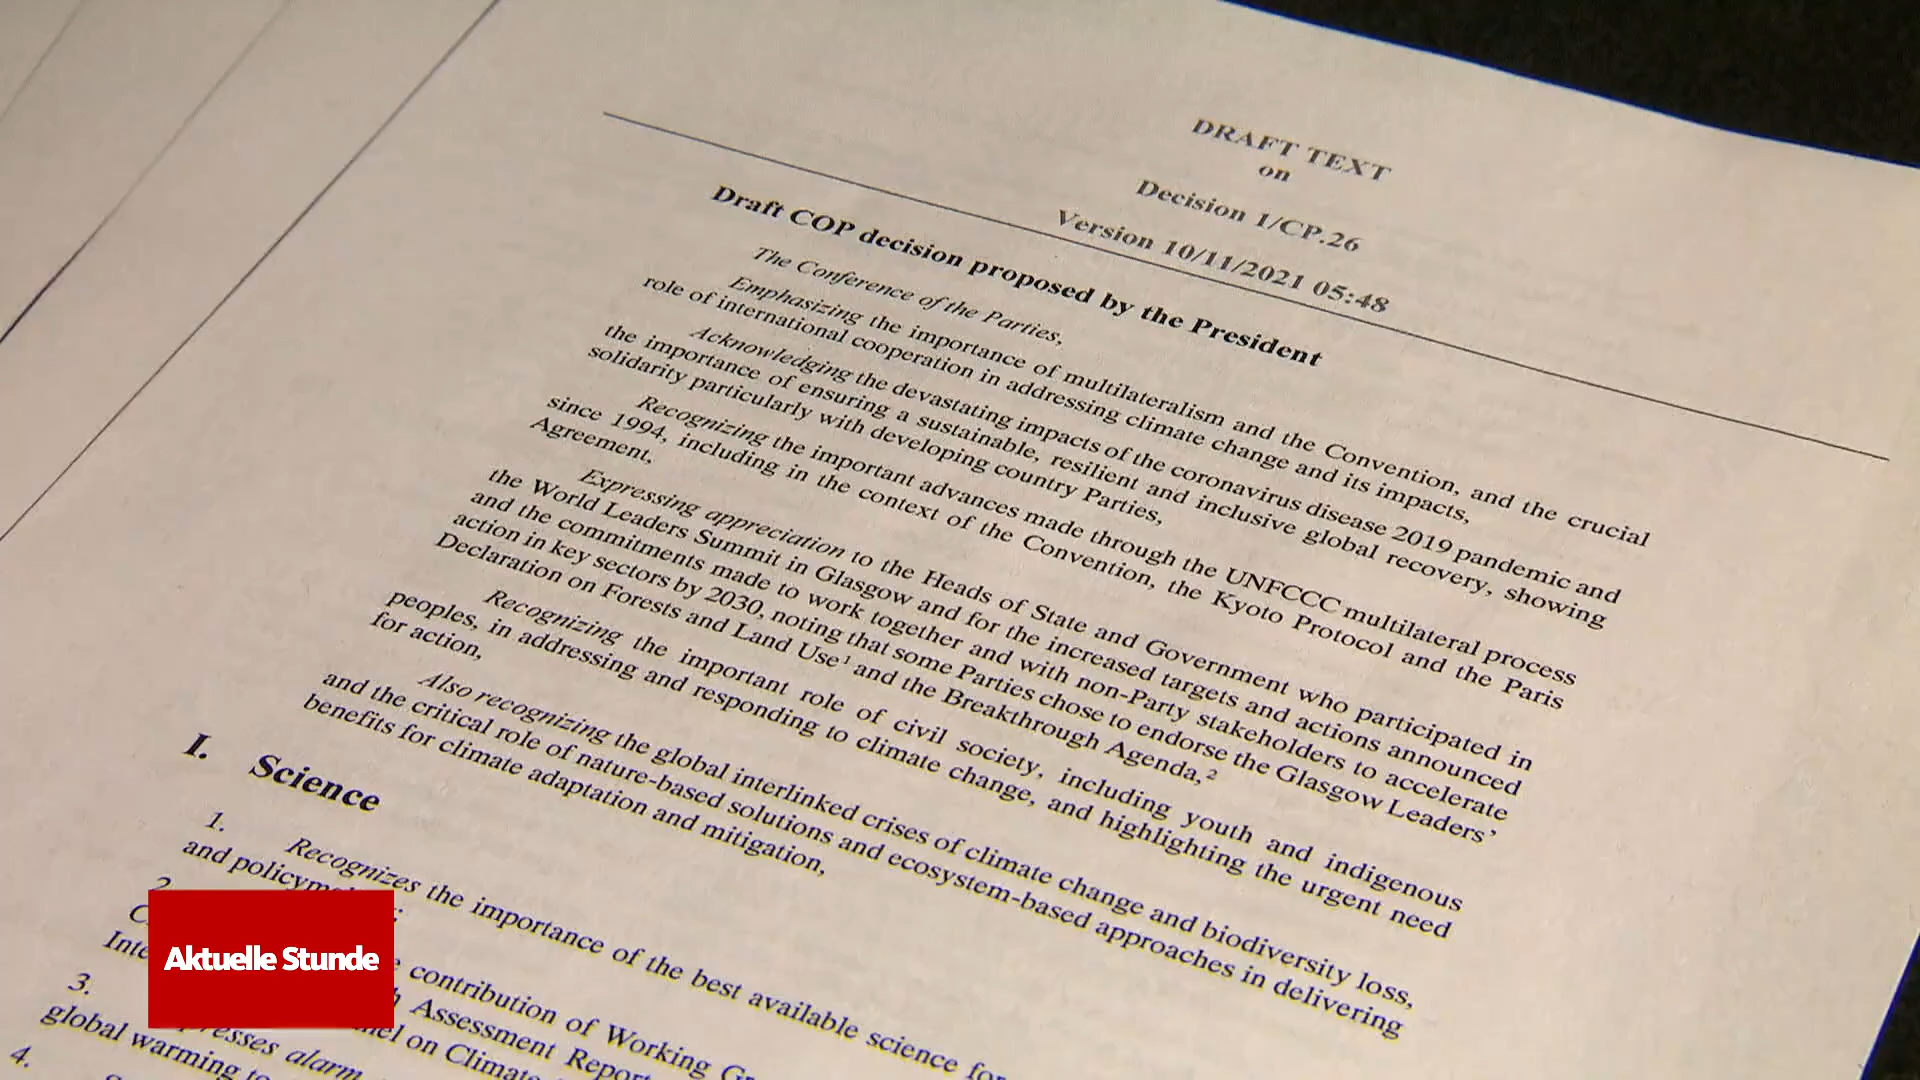 DRAFT TEXT
on
Decision 1/CP.26
Version 10/11/2021 05:48
Draft COP decision proposed by the President
The Conference of the Parties,
Emphasizing the importance of multilateralism and the Convention, and the crucial
role of international cooperation in addressing climate change and its impacts,
Acknowledging the devastating impacts of the coronavirus disease 2019 pandemic and
the importance of ensuring a sustainable, resilient and inclusive global recovery, showing
solidarity particularly with developing country Parties,
Recognizing the important advances made through the UNFCCC multilateral process
since 1994, including in the context of the Convention, the Kyoto Protocol and the Paris
Agreement,
Expressing appreciation to the Heads of State and Government who participated in
the World Leaders Summit in Glasgow and for the increased targets and actions announced
and the commitments made to work together and with non-Party stakeholders to accelerate
action in key sectors by 2030, noting that some Parties chose to endorse the Glasgow Leaders’
Declaration on Forests and Land Use¹ and the Breakthrough Agenda,²
Recognizing the important role of civil society, including youth and indigenous
peoples, in addressing and responding to climate change, and highlighting the urgent need
for action,
Also recognizing the global interlinked crises of climate change and biodiversity loss,
and the critical role of nature-based solutions and ecosystem-based approaches in delivering
benefits for climate adaptation and mitigation,
I. Science
1. Recognizes the importance of the best available science for
and
2. contribution of Working
Assessment Report
3. on Climate
alarm
global warming to
4.
Aktuelle Stunde